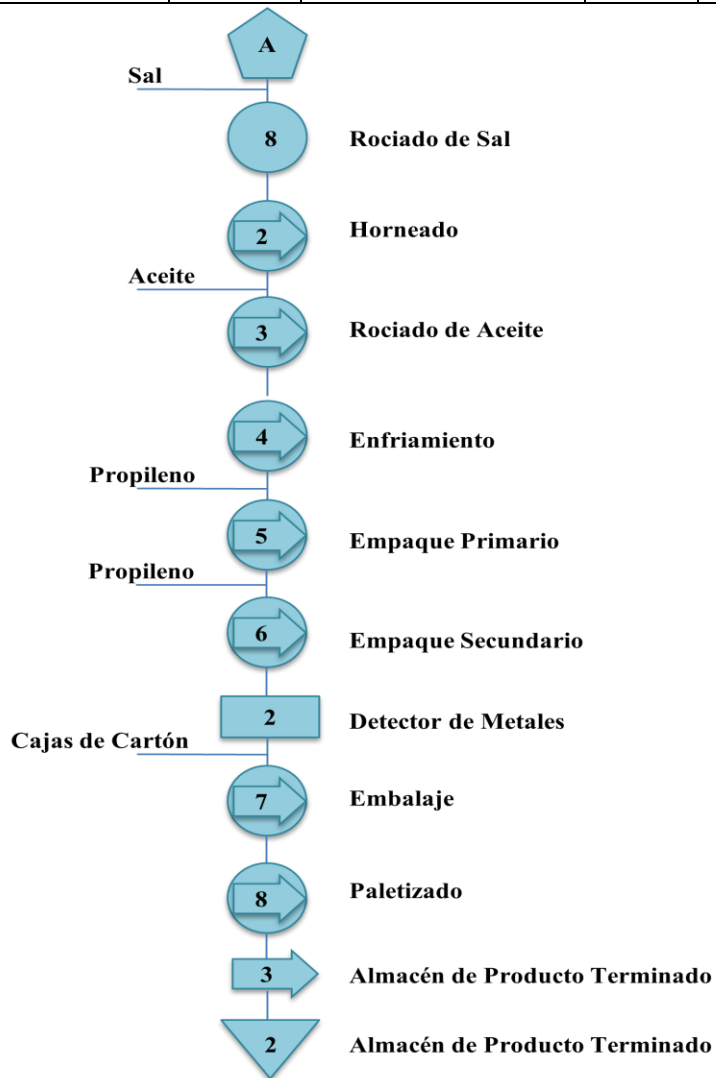 A
Sal
8 Rociado de Sal
2 Horneado
Aceite
3 Rociado de Aceite
4 Enfriamiento
Propileno
5 Empaque Primario
Propileno
6 Empaque Secundario
2 Detector de Metales
Cajas de Cartón
7 Embalaje
8 Paletizado
3 Almacén de Producto Terminado
2 Almacén de Producto Terminado